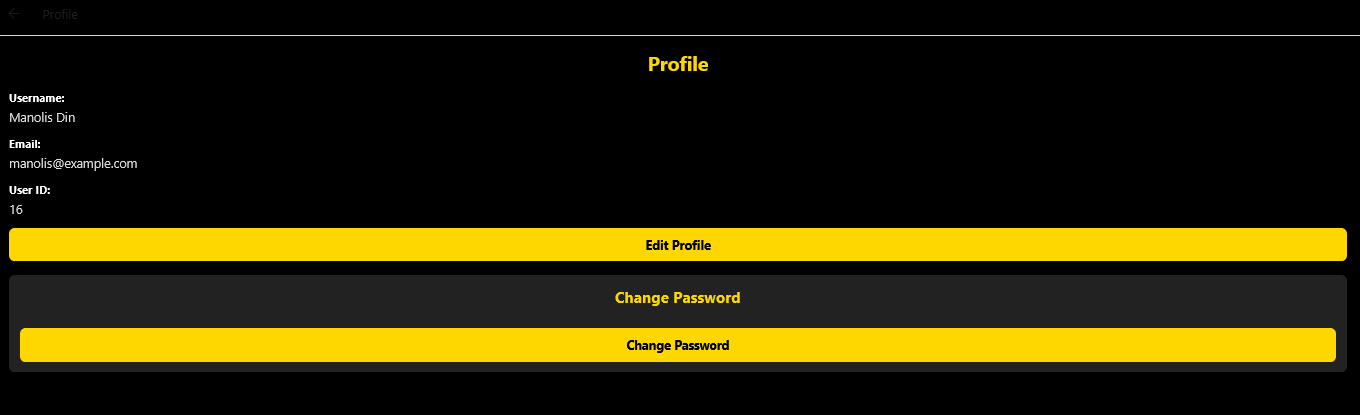 Profile
Profile
Username:
Manolis Din
Email:
manolis@example.com
User ID:
16
Edit Profile
Change Password
Change Password